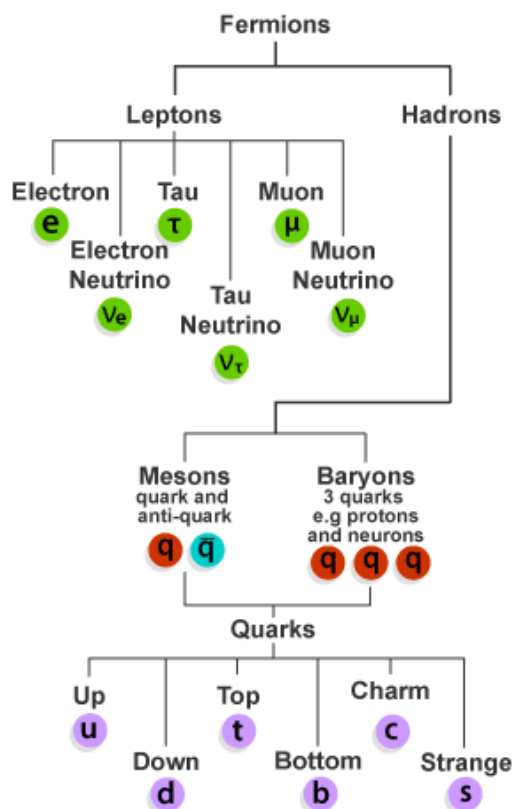 Fermions
Leptons
Hadrons
Electron
e
Tau
τ
Muon
μ
Electron
Neutrino
νe
Tau
Neutrino
ντ
Muon
Neutrino
νμ
Mesons
quark and
anti-quark
q q̅
Baryons
3 quarks
e.g protons
and neurons
q q q
Quarks
Up
u
Down
d
Top
t
Bottom
b
Charm
c
Strange
s